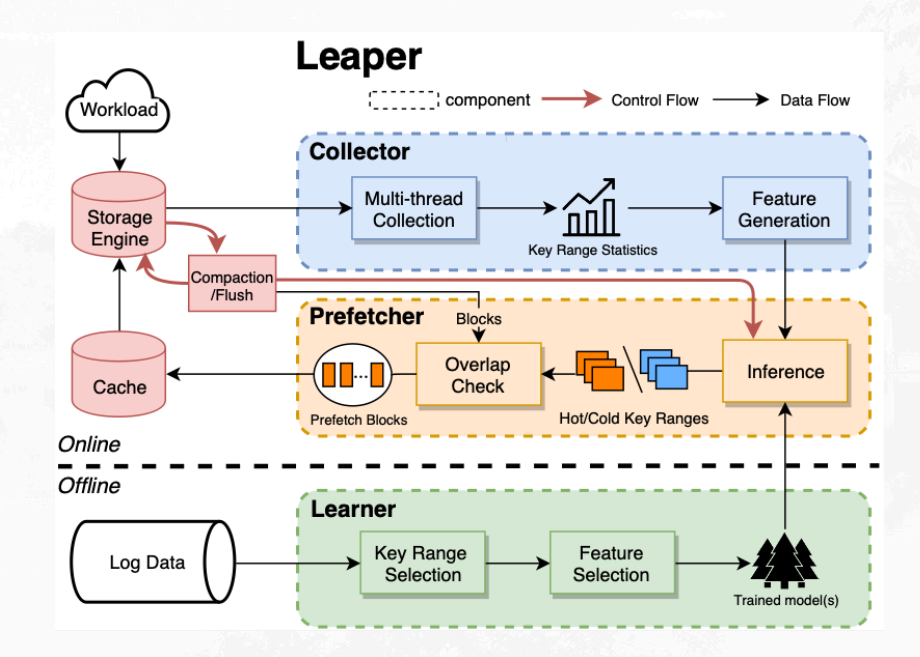 Leaper
component
Control Flow
Data Flow
Workload
Collector
Storage
Engine
Multi-thread
Collection
Key Range Statistics
Feature
Generation
Compaction
/Flush
Prefetcher
Blocks
Cache
Prefetch Blocks
Overlap
Check
Hot/Cold Key Ranges
Inference
Online
Offline
Learner
Log Data
Key Range
Selection
Feature
Selection
Trained model(s)